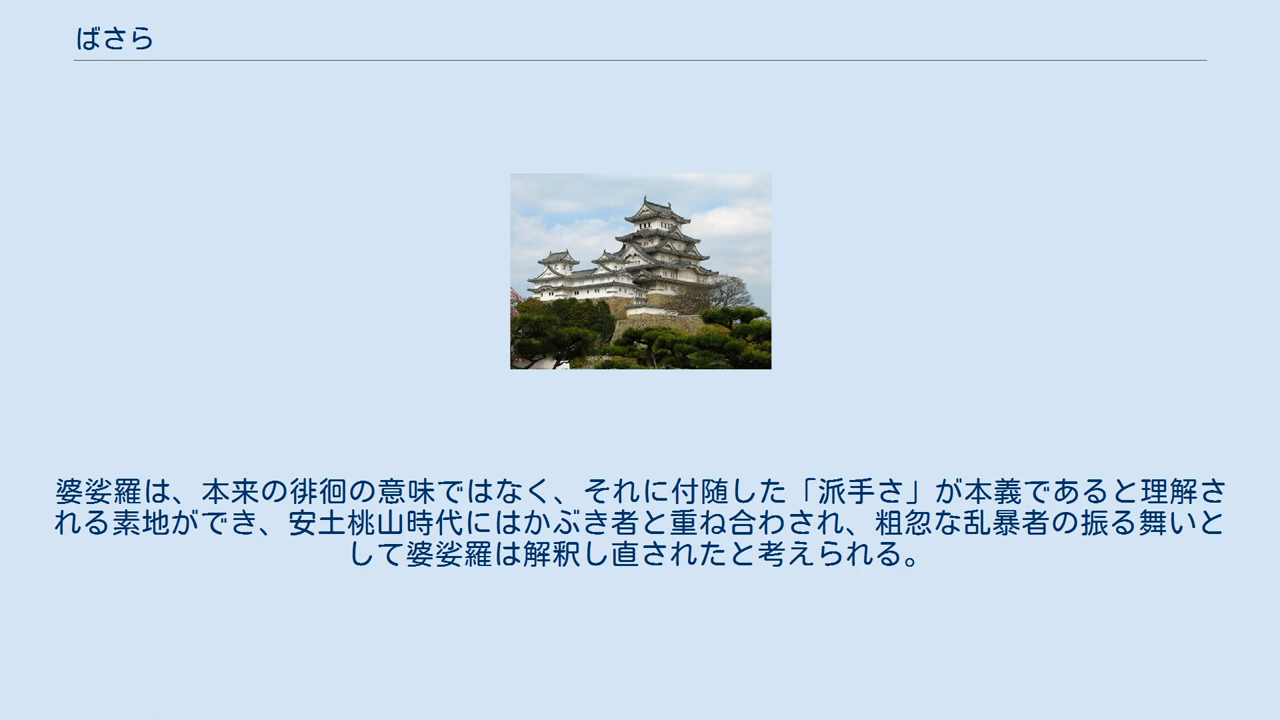 ばさら
婆娑羅は、本来の徘徊の意味ではなく、それに付随した「派手さ」が本義であると理解さ
れる素地ができ、安土桃山時代にはかぶき者と重ね合わされ、粗忽な乱暴者の振る舞いと
して婆娑羅は解釈し直されたと考えられる。